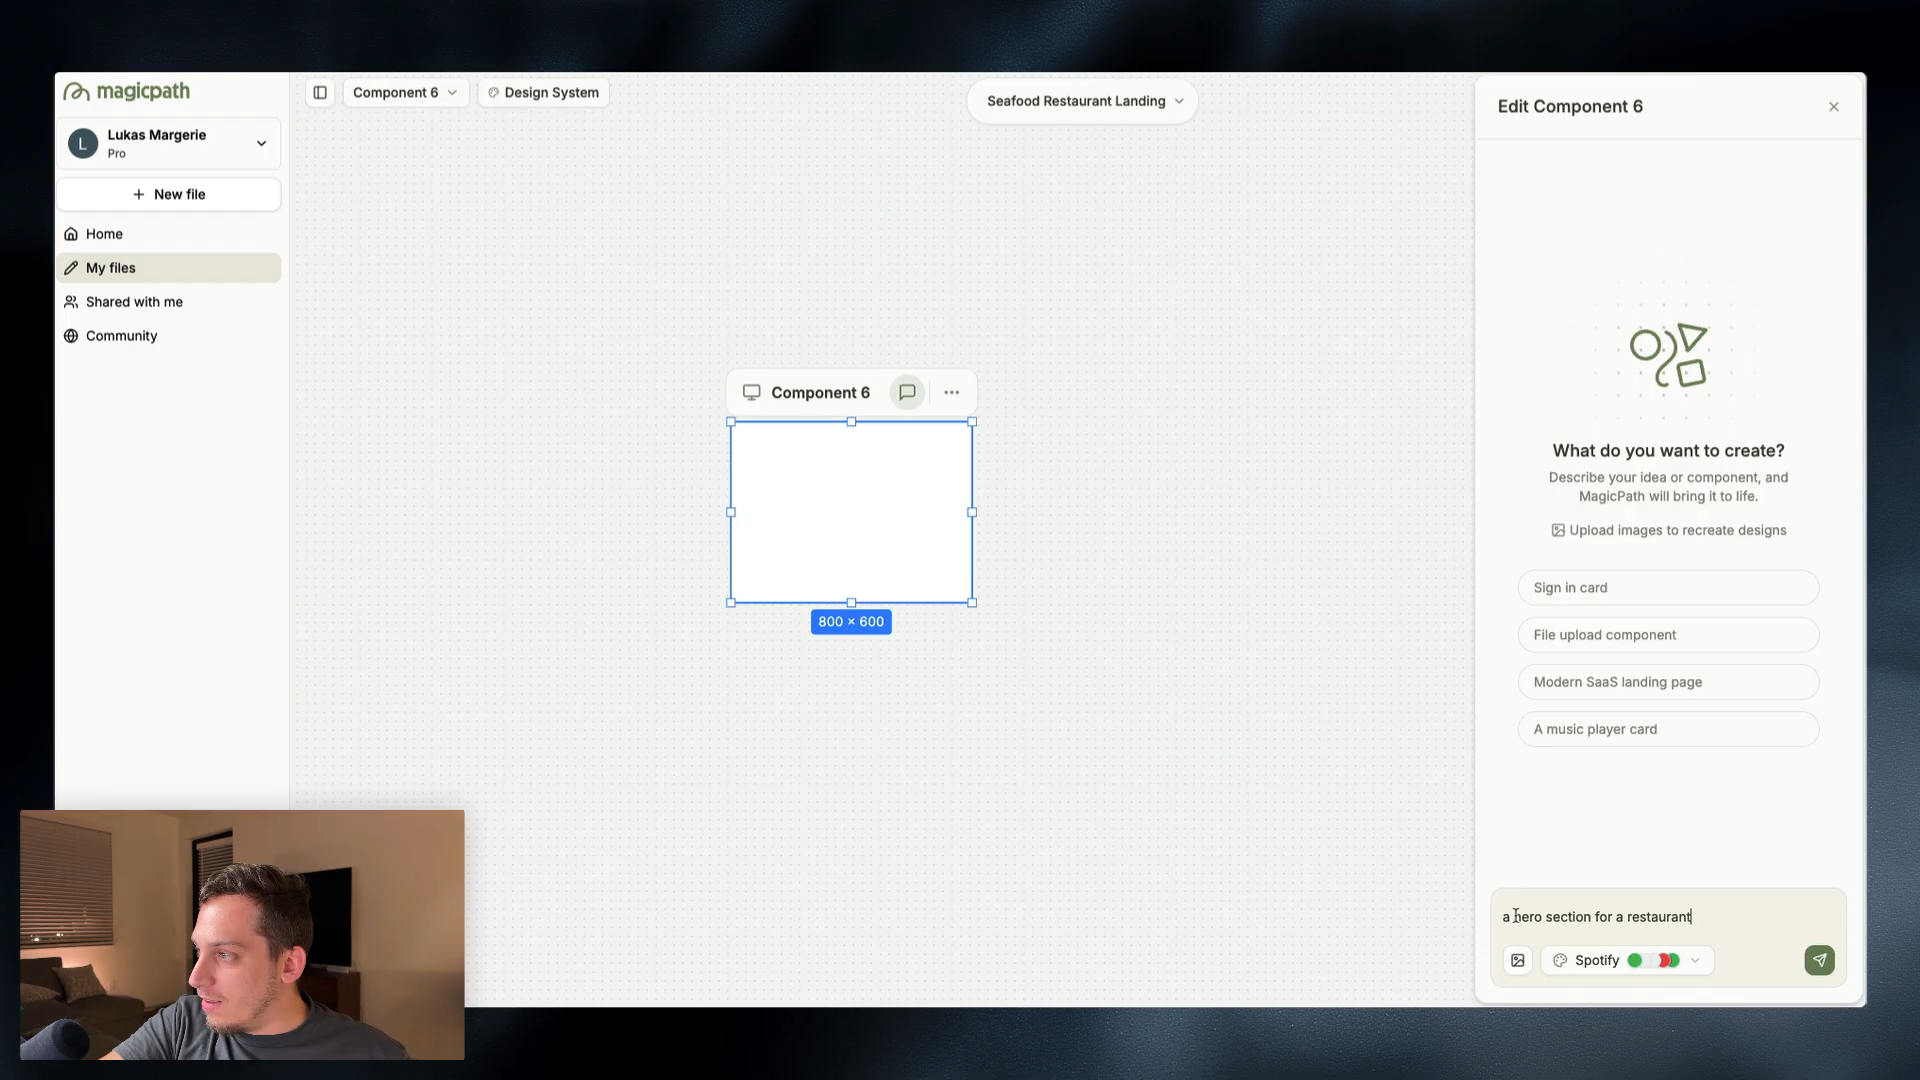 magicpath
Component 6
Design System
Seafood Restaurant Landing
Edit Component 6
L
Lukas Margerie
Pro
New file
Home
My files
Shared with me
Community
Component 6
800 × 600
What do you want to create?
Describe your idea or component, and
MagicPath will bring it to life.
Upload images to recreate designs
Sign in card
File upload component
Modern SaaS landing page
A music player card
a hero section for a restaurant
Spotify